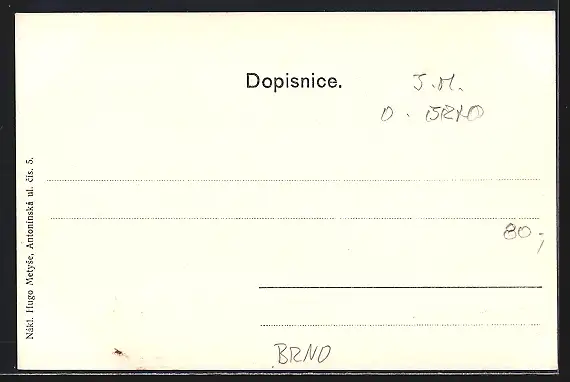 Dopisnice.
J.M.
O. BRNO
80,-
BRNO
Nákl. Hugo Metyše, Antonínská ul. čís. 5.